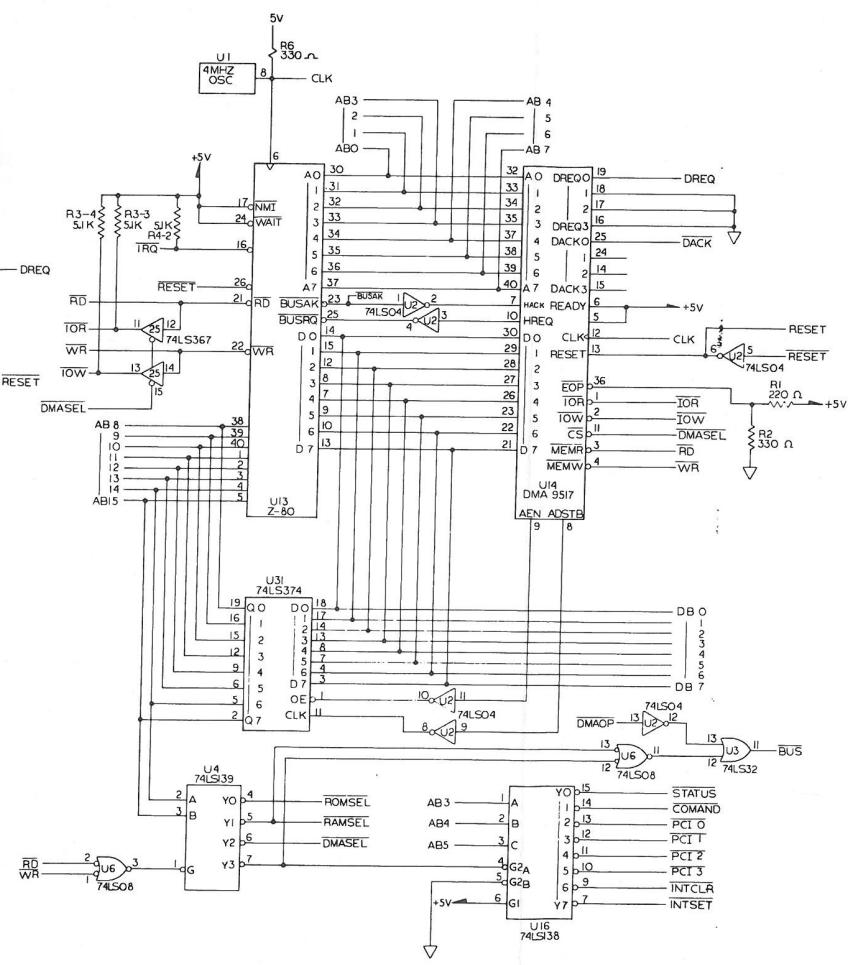 5V
R6
330 Ω
U1
4MHZ
OSC
8
CLK
6
AB3
2
1
ABO
AB 4
5
6
AB 7
+5V
R3-4
5.1K
R3-3
5.1K
5.1K
R4-2
IRQ
17
NMI
24
WAIT
16
RESET
26
RD
21
RD
IOR
11
25
12
74LS367
WR
22
WR
IOW
13
25
14
15
DMASEL
DREQ
RESET
AB 8
9
10
11
12
13
14
AB15
38
39
40
1
2
3
4
5
A0
1
2
3
4
5
6
A7
30
31
32
33
34
35
36
37
BUSAK
23
BUSAK
1
U2
2
74LS04
BUSRQ
25
4
U2
3
D0
1
2
3
4
5
6
D7
14
15
12
8
7
9
10
13
U13
Z-80
32
33
34
35
37
38
39
40
A0
1
2
3
4
5
6
A7
7
HACK
10
HREQ
30
29
28
27
26
23
22
21
D0
1
2
3
4
5
6
D7
DREQ0
19
DREQ
1
18
2
17
DREQ3
16
DACK0
25
DACK
1
24
2
14
DACK3
15
READY
6
5
+5V
CLK
12
CLK
RESET
13
6
U2
5
74LS04
RESET
RESET
EOP
36
R1
220 Ω
+5V
R2
330 Ω
IOR
1
IOR
IOW
2
IOW
CS
11
DMASEL
MEMR
3
RD
MEMW
4
WR
U14
DMA 9517
AEN
ADSTB
9
8
U31
74LS374
19
16
15
12
9
6
5
2
Q0
1
2
3
4
5
6
Q7
D0
1
2
3
4
5
6
D7
18
17
14
13
8
7
4
3
OE
1
10
U2
11
74LS04
CLK
11
8
U2
9
DB 0
1
2
3
4
5
6
DB 7
DMAOP
13
U2
12
74LS04
13
12
U6
11
74LS08
13
12
U3
11
74LS32
BUS
U4
74LS139
2
A
3
B
1
G
Y0
4
ROMSEL
Y1
5
RAMSEL
Y2
6
DMASEL
Y3
7
RD
2
WR
1
U6
3
74LS08
AB3
1
A
AB4
2
B
AB5
3
C
4
G2A
5
G2B
+5V
6
G1
Y0
15
STATUS
1
14
COMAND
2
13
PCI 0
3
12
PCI 1
4
11
PCI 2
5
10
PCI 3
6
9
INTCLR
Y7
7
INTSET
U16
74LS138